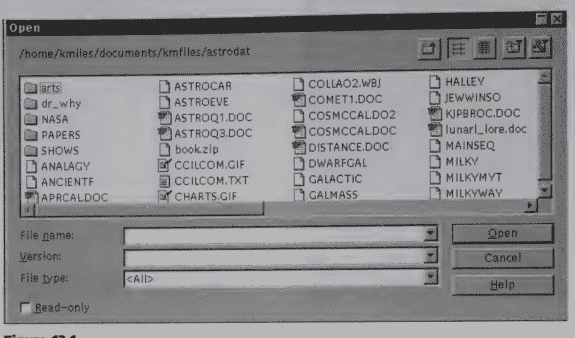 Open
/home/kmiles/documents/kmfiles/astrodat
arts
dr_why
NASA
PAPERS
SHOWS
ANALAGY
ANCIENTF
APRCAL.DOC
ASTROCAR
ASTROEVE
ASTROQ1.DOC
ASTROQ3.DOC
book.zip
CCILCOM.GIF
CCILCOM.TXT
CHARTS.GIF
COLLAO2.WBJ
COMET1.DOC
COSMCCAL.DO2
COSMCCAL.DOC
DISTANCE.DOC
DWARFGAL
GALACTIC
GALMASS
HALLEY
JEWWINSO
KJPBROC.DOC
lunarl_lore.doc
MAINSEQ
MILKY
MILKYMYT
MILKYWAY
File name:
Open
Version:
Cancel
File type:
<All>
Help
Read-only